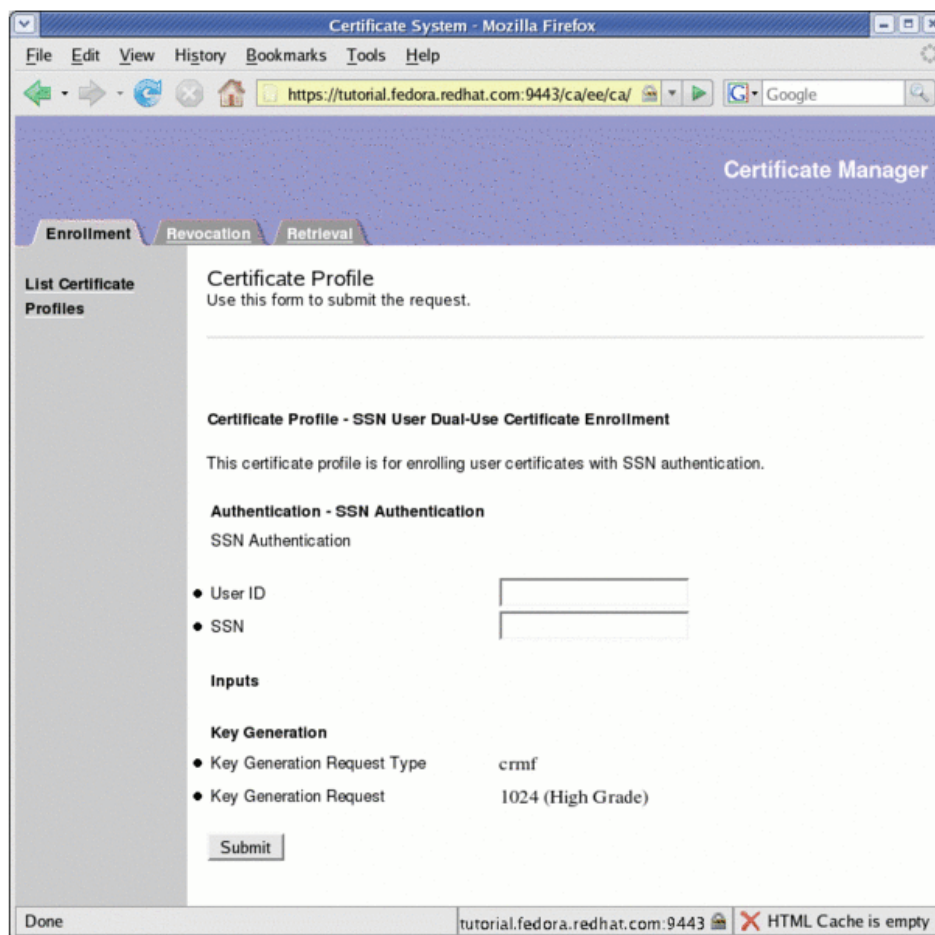 Certificate System - Mozilla Firefox
File Edit View History Bookmarks Tools Help
https://tutorial.fedora.redhat.com:9443/ca/ee/ca/ G Google
Certificate Manager
Enrollment Revocation Retrieval
List Certificate
Profiles
Certificate Profile
Use this form to submit the request.
Certificate Profile - SSN User Dual-Use Certificate Enrollment
This certificate profile is for enrolling user certificates with SSN authentication.
Authentication - SSN Authentication
SSN Authentication
● User ID
● SSN
Inputs
Key Generation
● Key Generation Request Type crmf
● Key Generation Request 1024 (High Grade)
Submit
Done tutorial.fedora.redhat.com:9443 HTML Cache is empty